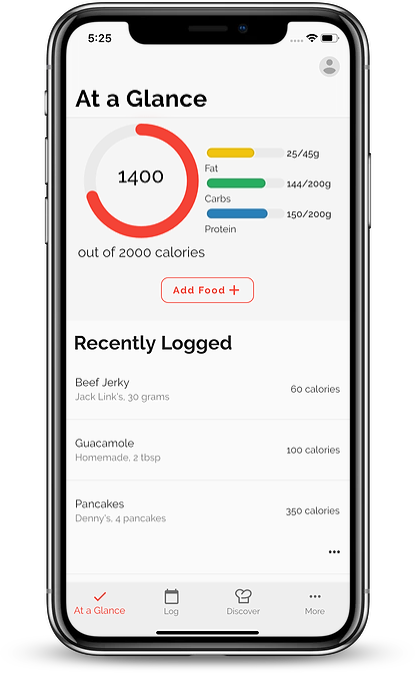 5:25
At a Glance
1400
out of 2000 calories
25/45g
Fat
144/200g
Carbs
150/200g
Protein
Add Food +
Recently Logged
Beef Jerky
Jack Link's, 30 grams
60 calories
Guacamole
Homemade, 2 tbsp
100 calories
Pancakes
Denny's, 4 pancakes
350 calories
At a Glance
Log
Discover
More